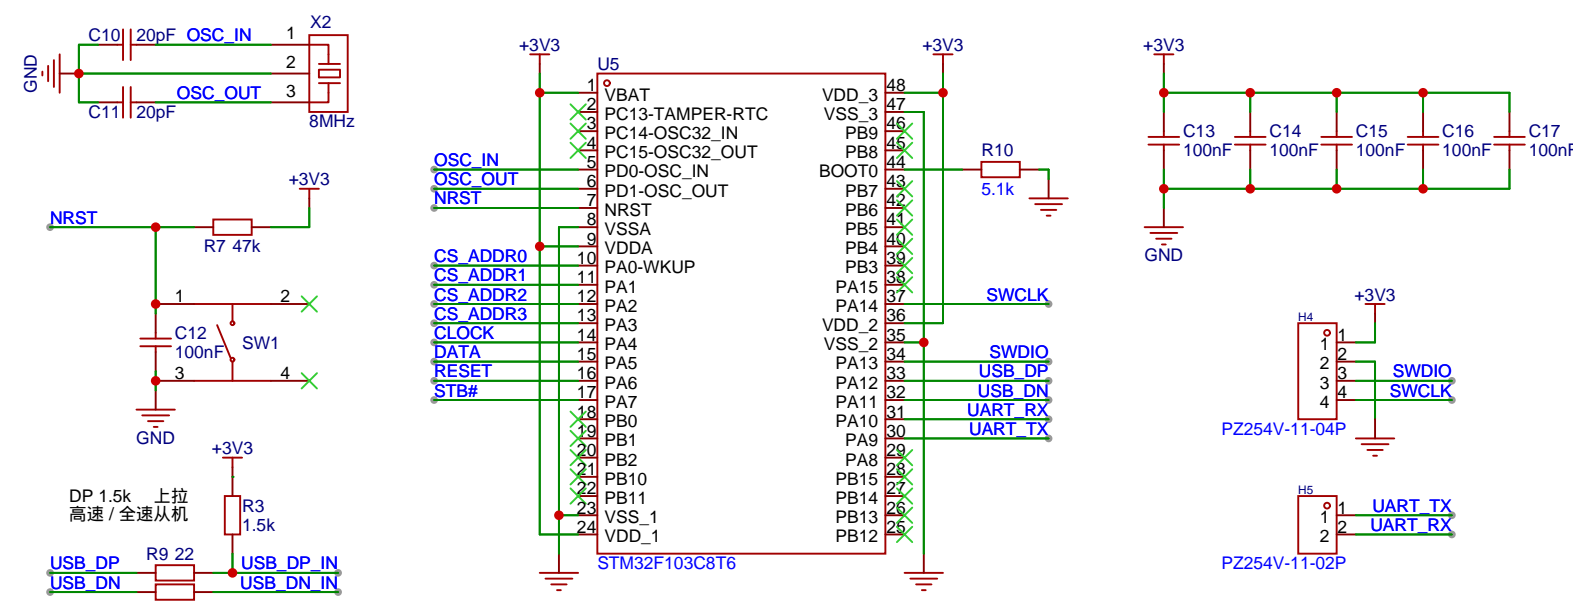 X2
C10 20pF OSC_IN 1
2
GND
OSC_OUT 3
C11 20pF
8MHz
+3V3
NRST
R7 47k
1 2
C12
100nF
SW1
3 4
GND
+3V3
DP 1.5k 上拉
高速 / 全速从机
R3
1.5k
R9 22
USB_DP USB_DP_IN
USB_DN USB_DN_IN
+3V3 +3V3
U5
1 VBAT VDD_3 48
2 PC13-TAMPER-RTC VSS_3 47
3 PC14-OSC32_IN PB9 46
4 PC15-OSC32_OUT PB8 45
OSC_IN 5 PD0-OSC_IN BOOT0 44
OSC_OUT 6 PD1-OSC_OUT PB7 43
NRST 7 NRST PB6 42
8 VSSA PB5 41
9 VDDA PB4 40
CS_ADDR0 10 PA0-WKUP PB3 39
CS_ADDR1 11 PA1 PA15 38
CS_ADDR2 12 PA2 PA14 37 SWCLK
CS_ADDR3 13 PA3 VDD_2 36
CLOCK 14 PA4 VSS_2 35
DATA 15 PA5 PA13 34 SWDIO
RESET 16 PA6 PA12 33 USB_DP
STB# 17 PA7 PA11 32 USB_DN
18 PB0 PA10 31 UART_RX
19 PB1 PA9 30 UART_TX
20 PB2 PA8 29
21 PB10 PB15 28
22 PB11 PB14 27
23 VSS_1 PB13 26
24 VDD_1 PB12 25
STM32F103C8T6
R10
5.1k
+3V3
C13 C14 C15 C16 C17
100nF 100nF 100nF 100nF 100nF
GND
+3V3
H4
1 1
2 2
3 3 SWDIO
4 4 SWCLK
PZ254V-11-04P
H5
1 1 UART_TX
2 2 UART_RX
PZ254V-11-02P